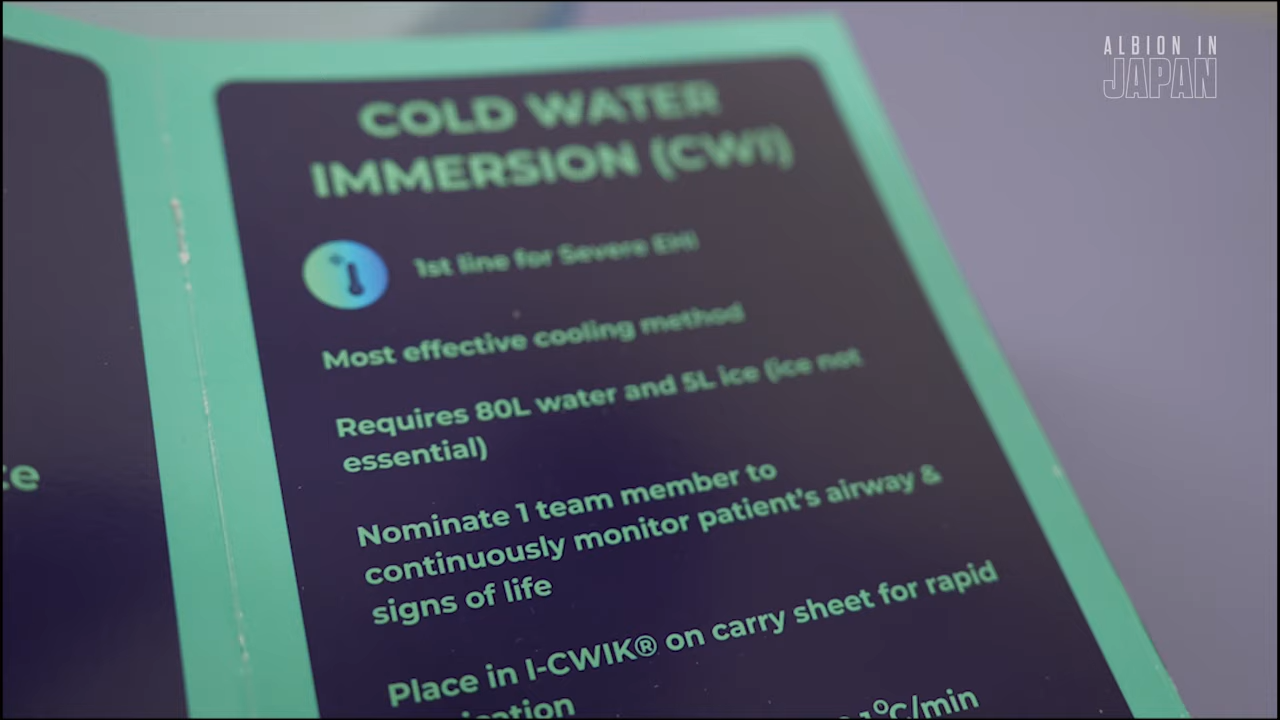 ALBION IN
JAPAN
COLD WATER
IMMERSION (CWI)
1st line for Severe EHI
Most effective cooling method
Requires 80L water and 5L ice (ice not
essential)
Nominate 1 team member to
continuously monitor patient's airway &
signs of life
Place in I-CWIK® on carry sheet for rapid
°C/min